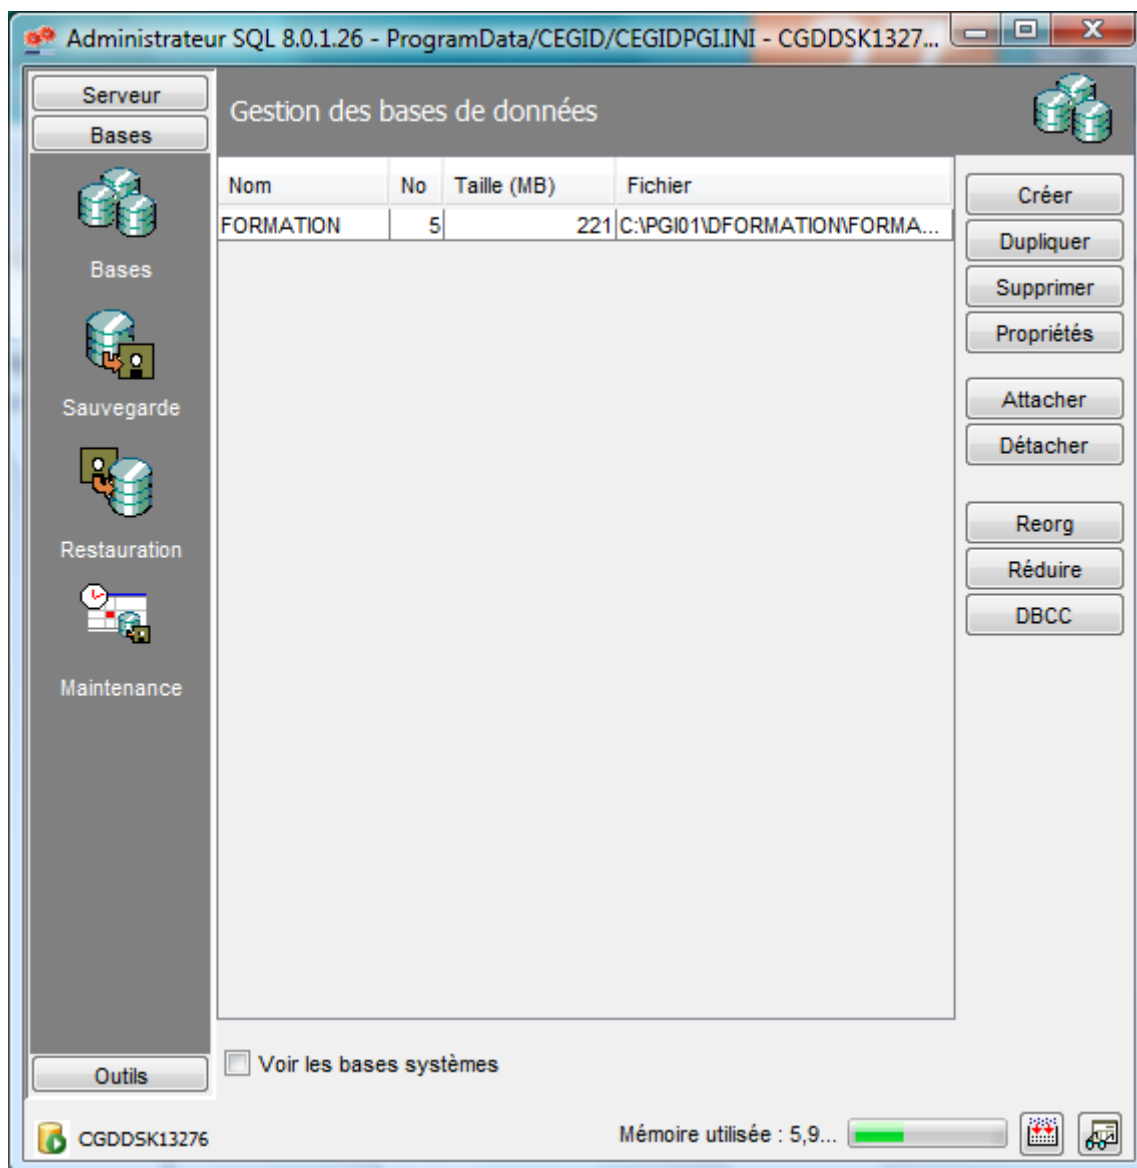 Administrateur SQL 8.0.1.26 - ProgramData/CEGID/CEGIDPGI.INI - CGDDSK1327...
Serveur
Bases
Gestion des bases de données
Bases
Sauvegarde
Restauration
Maintenance
Outils
Nom No Taille (MB) Fichier
FORMATION 5 221 C:\PGI01\DFORMATION\FORMA...
Créer
Dupliquer
Supprimer
Propriétés
Attacher
Détacher
Reorg
Réduire
DBCC
Voir les bases systèmes
CGDDSK13276
Mémoire utilisée : 5,9...